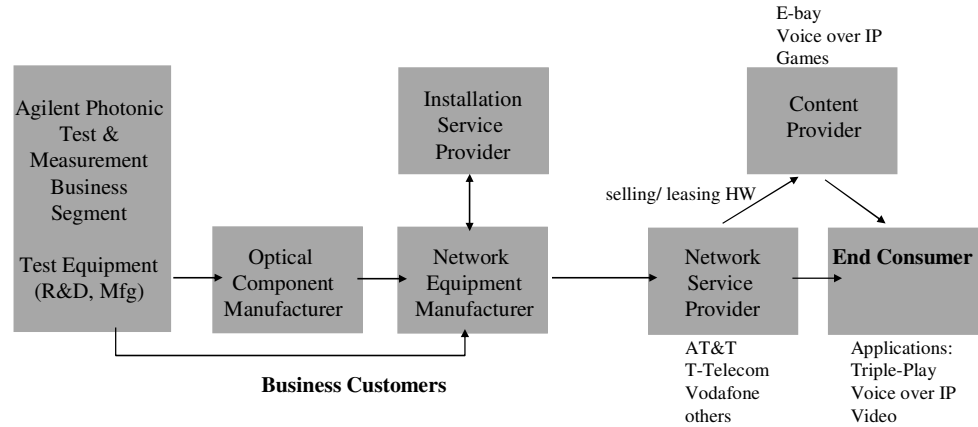 E-bay
Voice over IP
Games
Agilent Photonic
Test &
Measurement
Business
Segment
Test Equipment
(R&D, Mfg)
Installation
Service
Provider
Content
Provider
selling/ leasing HW
Optical
Component
Manufacturer
Network
Equipment
Manufacturer
Network
Service
Provider
End Consumer
Business Customers
AT&T
T-Telecom
Vodafone
others
Applications:
Triple-Play
Voice over IP
Video